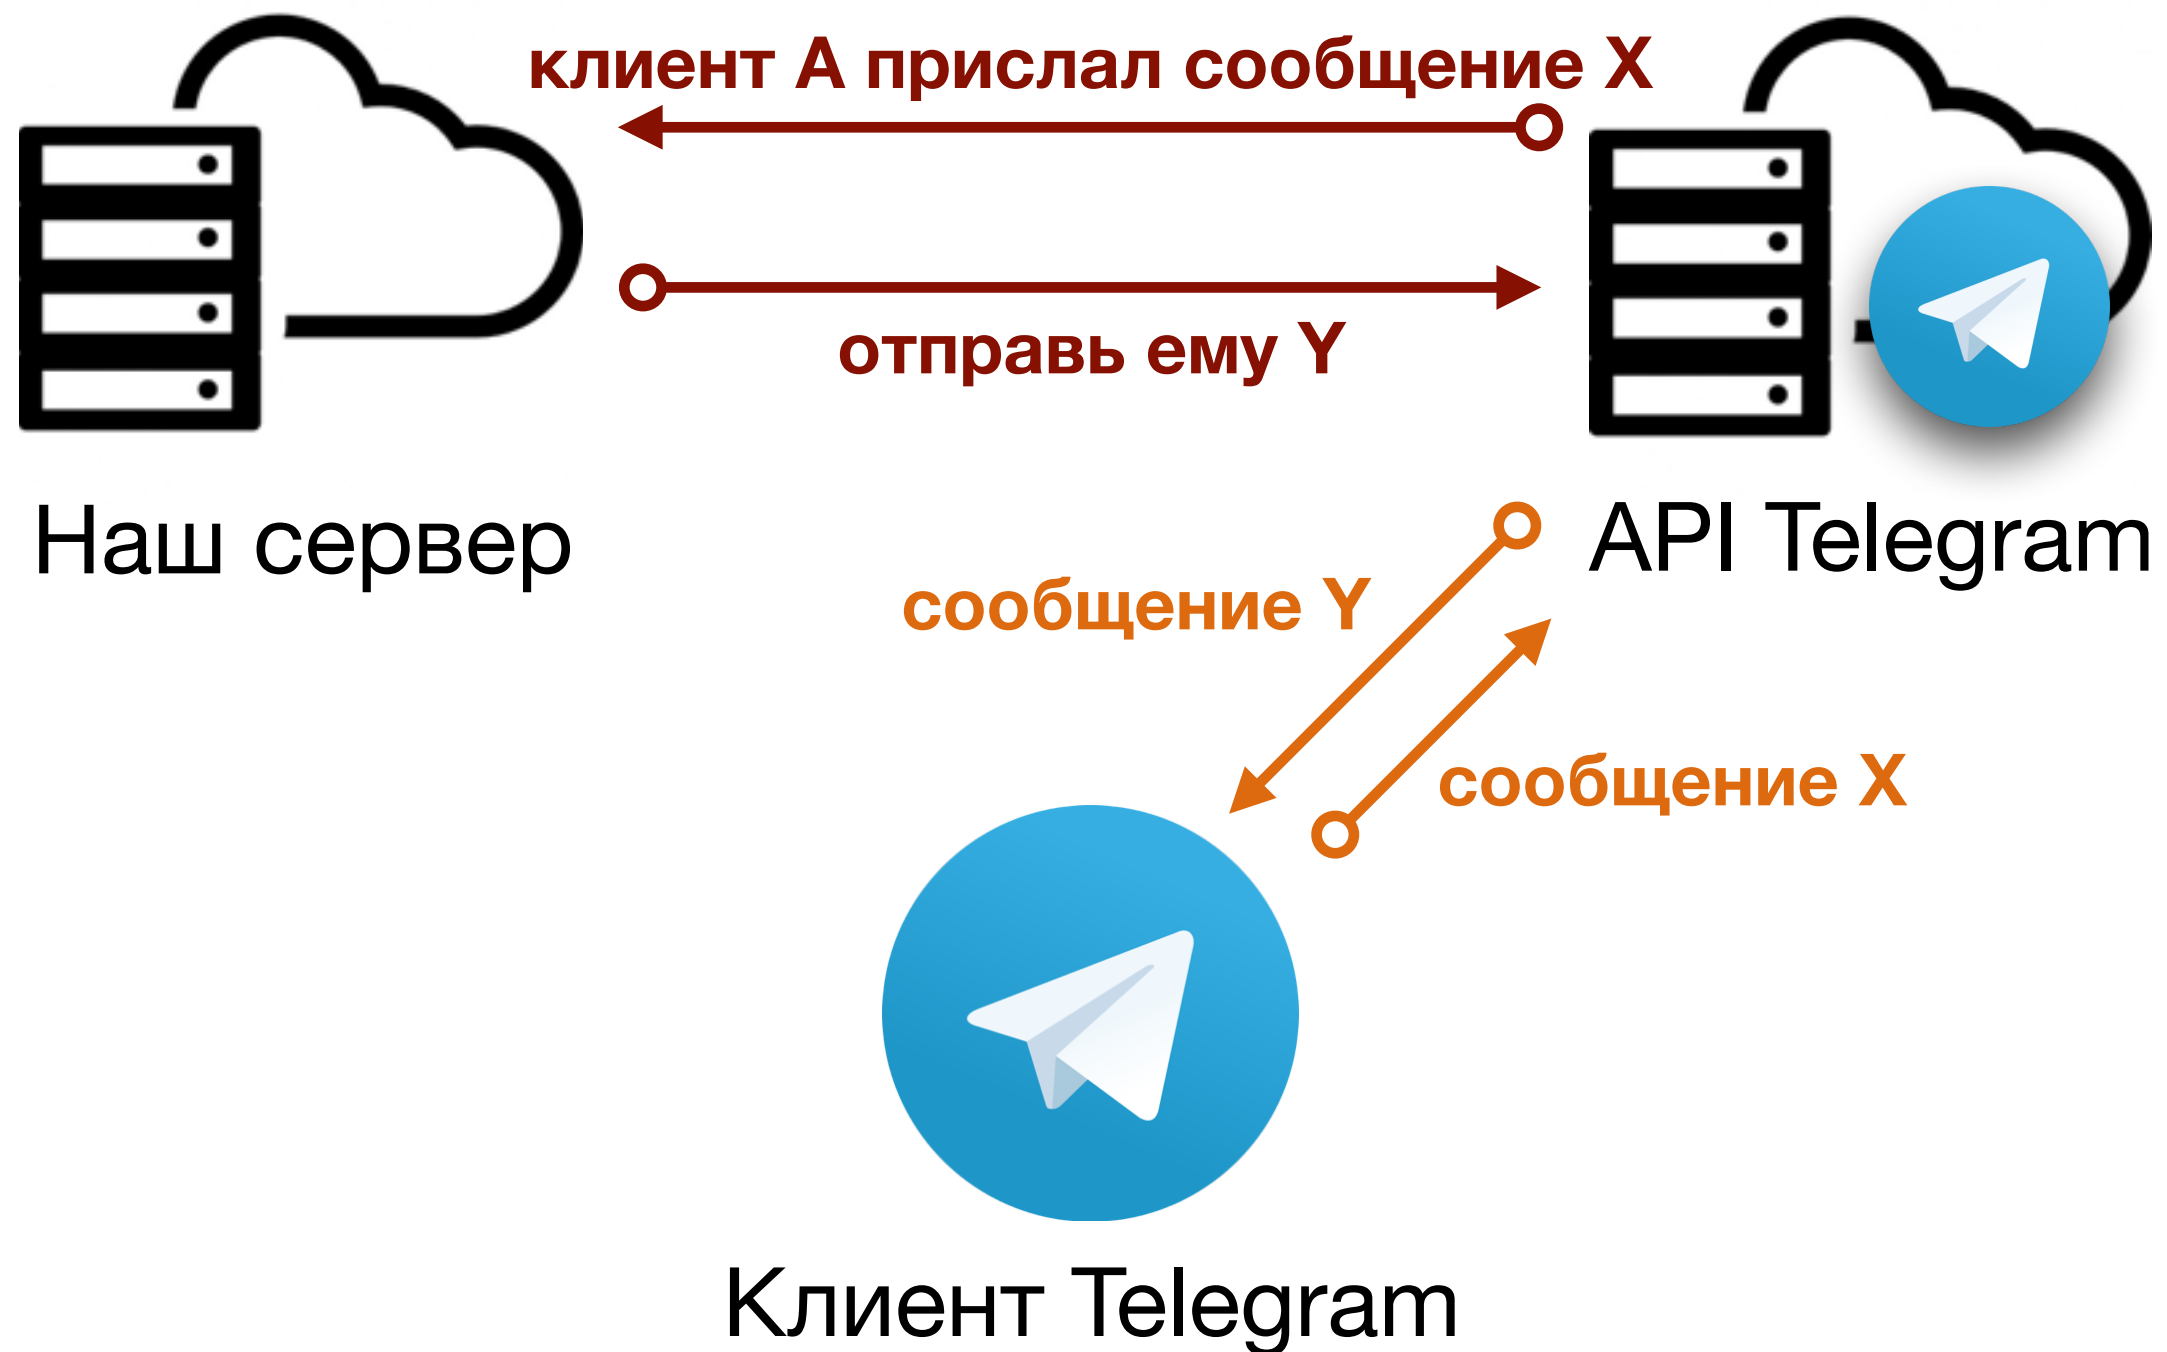 клиент А прислал сообщение X
отправь ему Y
Наш сервер
API Telegram
сообщение Y
сообщение X
Клиент Telegram